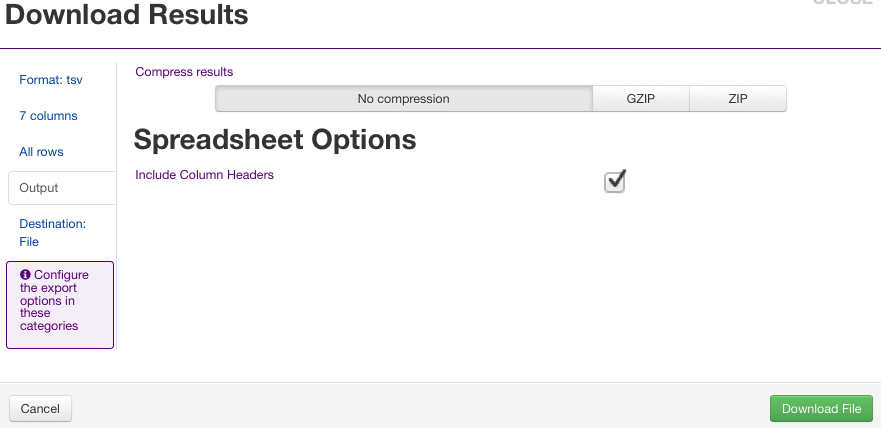 CLOSE
Download Results
Format: tsv
7 columns
All rows
Output
Destination:
File
Configure
the export
options in
these
categories
Compress results
No compression
GZIP
ZIP
Spreadsheet Options
Include Column Headers
Cancel
Download File